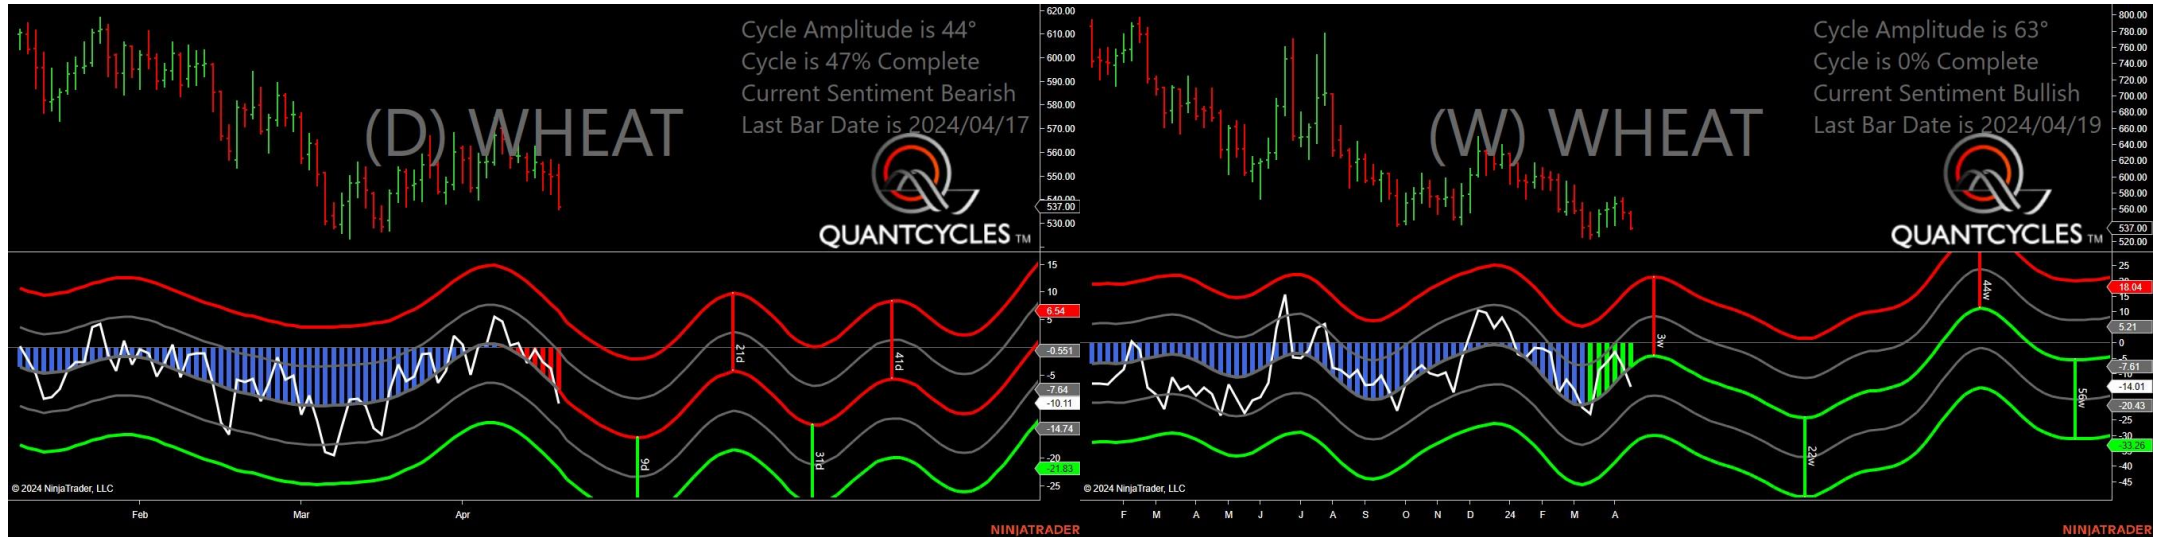 Cycle Amplitude is 44°
Cycle is 47% Complete
Current Sentiment Bearish
Last Bar Date is 2024/04/17
(D) WHEAT
QUANTCYCLES TM
620.00
610.00
600.00
590.00
580.00
570.00
560.00
550.00
540.00
537.00
530.00
15
10
6.54
5
-0.551
-5
-7.64
-10.11
-14.74
-20
-21.83
-25
21d
41d
9d
31d
© 2024 NinjaTrader, LLC
Feb
Mar
Apr
NINJATRADER
Cycle Amplitude is 63°
Cycle is 0% Complete
Current Sentiment Bullish
Last Bar Date is 2024/04/19
(W) WHEAT
QUANTCYCLES TM
800.00
780.00
760.00
740.00
720.00
700.00
680.00
660.00
640.00
620.00
600.00
580.00
560.00
537.00
520.00
25
18.04
15
10
5.21
0
-5
-7.61
-10
-14.01
-20.43
-25
-30
-33.26
-35
-40
-45
3w
44w
22w
56w
© 2024 NinjaTrader, LLC
F M A M J J A S O N D 24 F M A
NINJATRADER